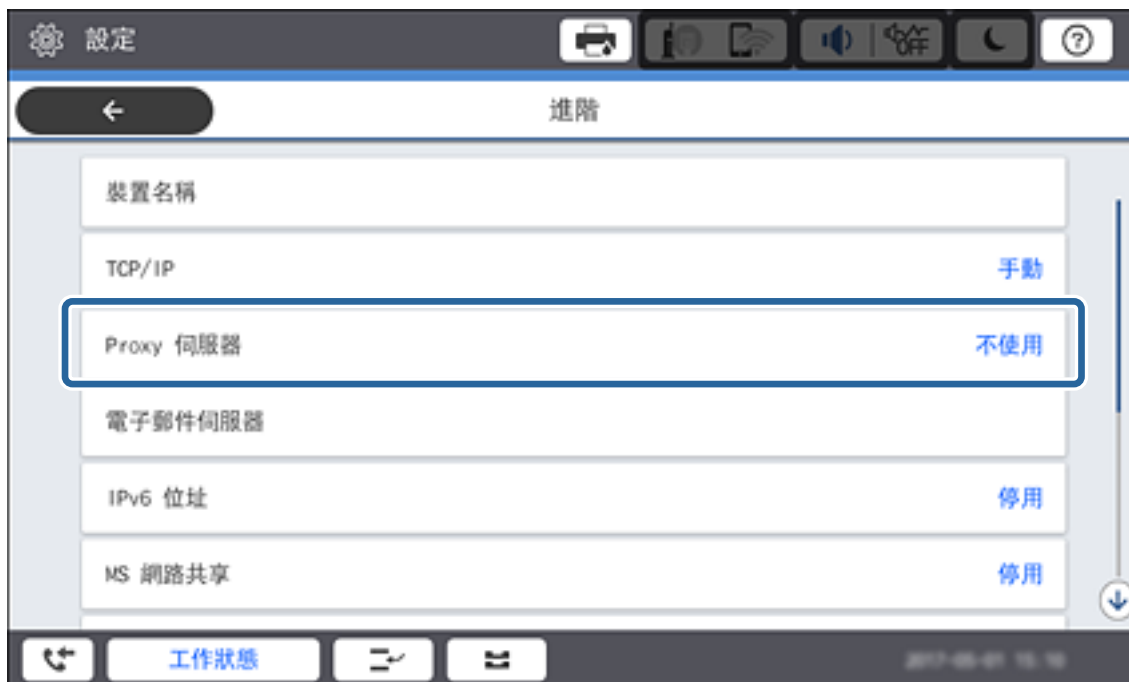 設定
OFF
進階
裝置名稱
TCP/IP 手動
Proxy 伺服器 不使用
電子郵件伺服器
IPv6 位址 停用
MS 網路共享 停用
工作狀態